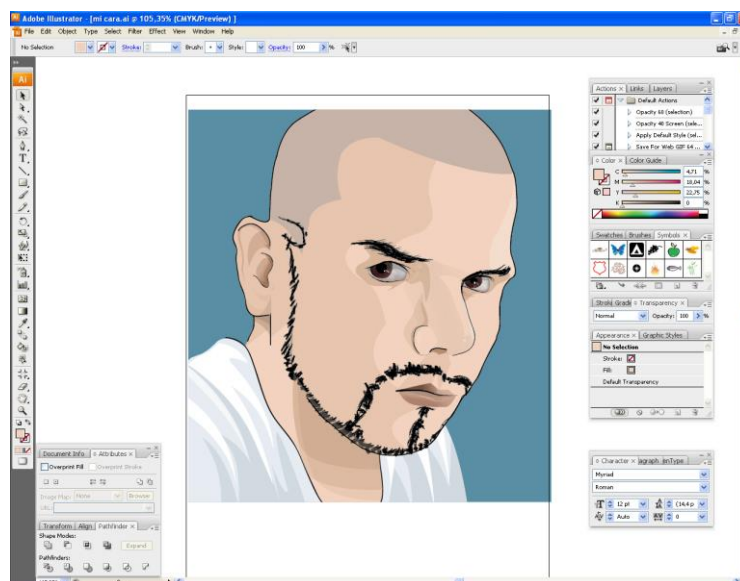 Adobe Illustrator - [mi cara.ai @ 105,35% (CMYK/Preview) ]
File Edit Object Type Select Filter Effect View Window Help
No Selection Stroke: Brush: Style: Opacity: 100 %
Ai
Actions × Links Layers
Default Actions
Opacity 60 (selection)
Opacity 40 Screen (sele...
Apply Default Style (sel...
Save For Web GIF 64 ...
Color × Color Guide
C 4,71 %
M 18,04 %
Y 22,75 %
K 0 %
Swatches Brushes Symbols ×
Transparency ×
Normal Opacity: 100 %
Appearance × Graphic Styles
No Selection
Stroke:
Fill:
Default Transparency
Document Info Attributes ×
Overprint Fill Overprint Stroke
Image Map: None Browse
URL:
Transform Align Pathfinder ×
Shape Modes:
Expand
Pathfinders:
Character ×
Myriad
Roman
12 pt (14,4 p
Auto 0